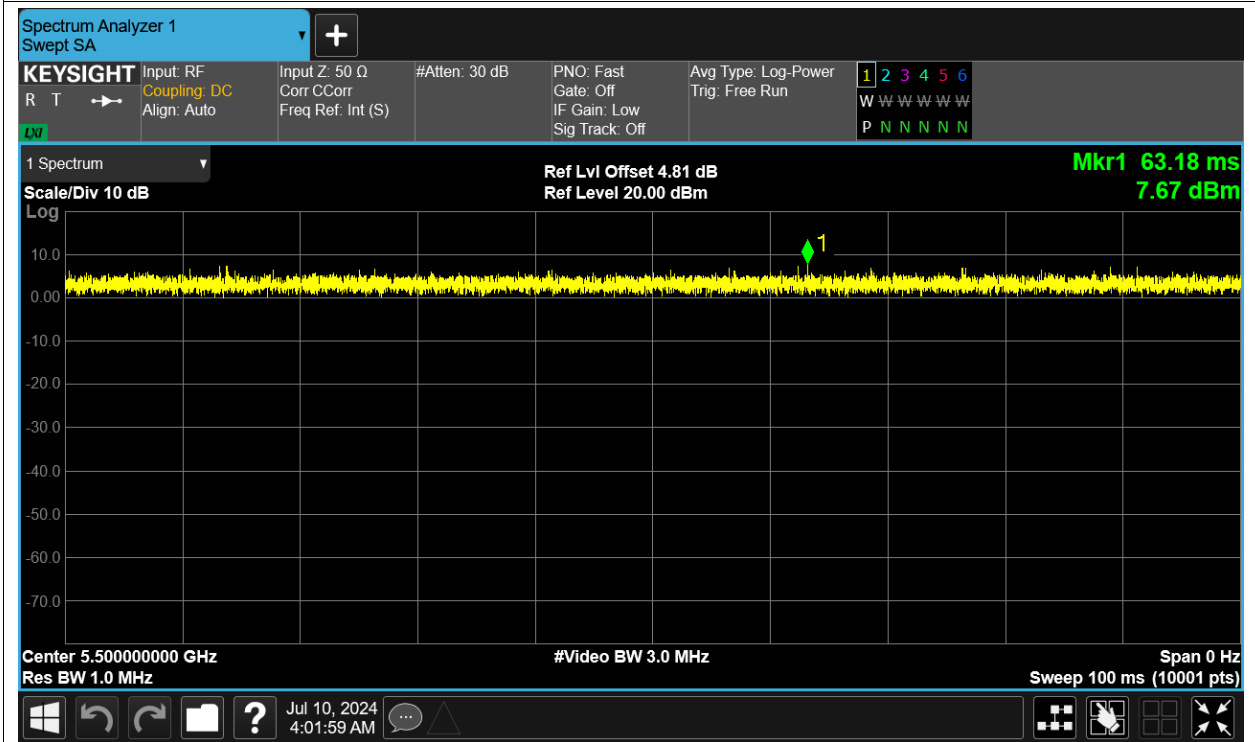 Spectrum Analyzer 1
Swept SA
KEYSIGHT
R T
LXI
Input: RF
Coupling: DC
Align: Auto
Input Z: 50 Ω
Corr CCorr
Freq Ref: Int (S)
#Atten: 30 dB
PNO: Fast
Gate: Off
IF Gain: Low
Sig Track: Off
Avg Type: Log-Power
Trig: Free Run
1 2 3 4 5 6
W W W W W W
P N N N N N
1 Spectrum
Scale/Div 10 dB
Log
Ref Lvl Offset 4.81 dB
Ref Level 20.00 dBm
Mkr1 63.18 ms
7.67 dBm
1
10.0
0.00
-10.0
-20.0
-30.0
-40.0
-50.0
-60.0
-70.0
Center 5.500000000 GHz
#Video BW 3.0 MHz
Span 0 Hz
Res BW 1.0 MHz
Sweep 100 ms (10001 pts)
?
Jul 10, 2024
4:01:59 AM